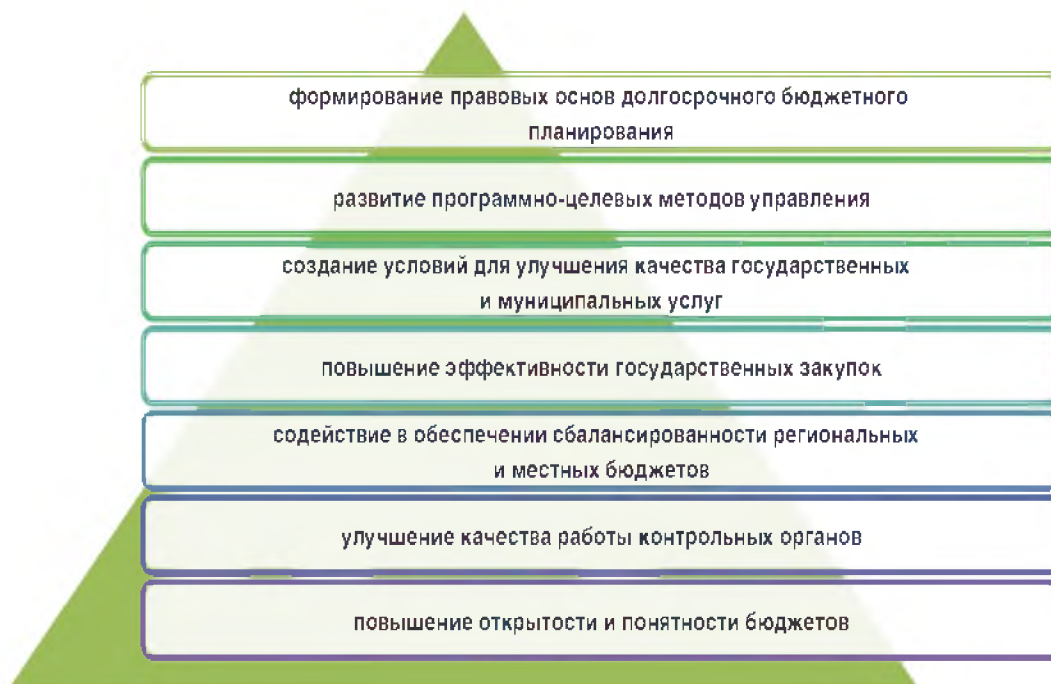 формирование правовых основ долгосрочного бюджетного
планирования
развитие программно-целевых методов управления
создание условий для улучшения качества государственных
и муниципальных услуг
повышение эффективности государственных закупок
содействие в обеспечении сбалансированности региональных
и местных бюджетов
улучшение качества работы контрольных органов
повышение открытости и понятности бюджетов